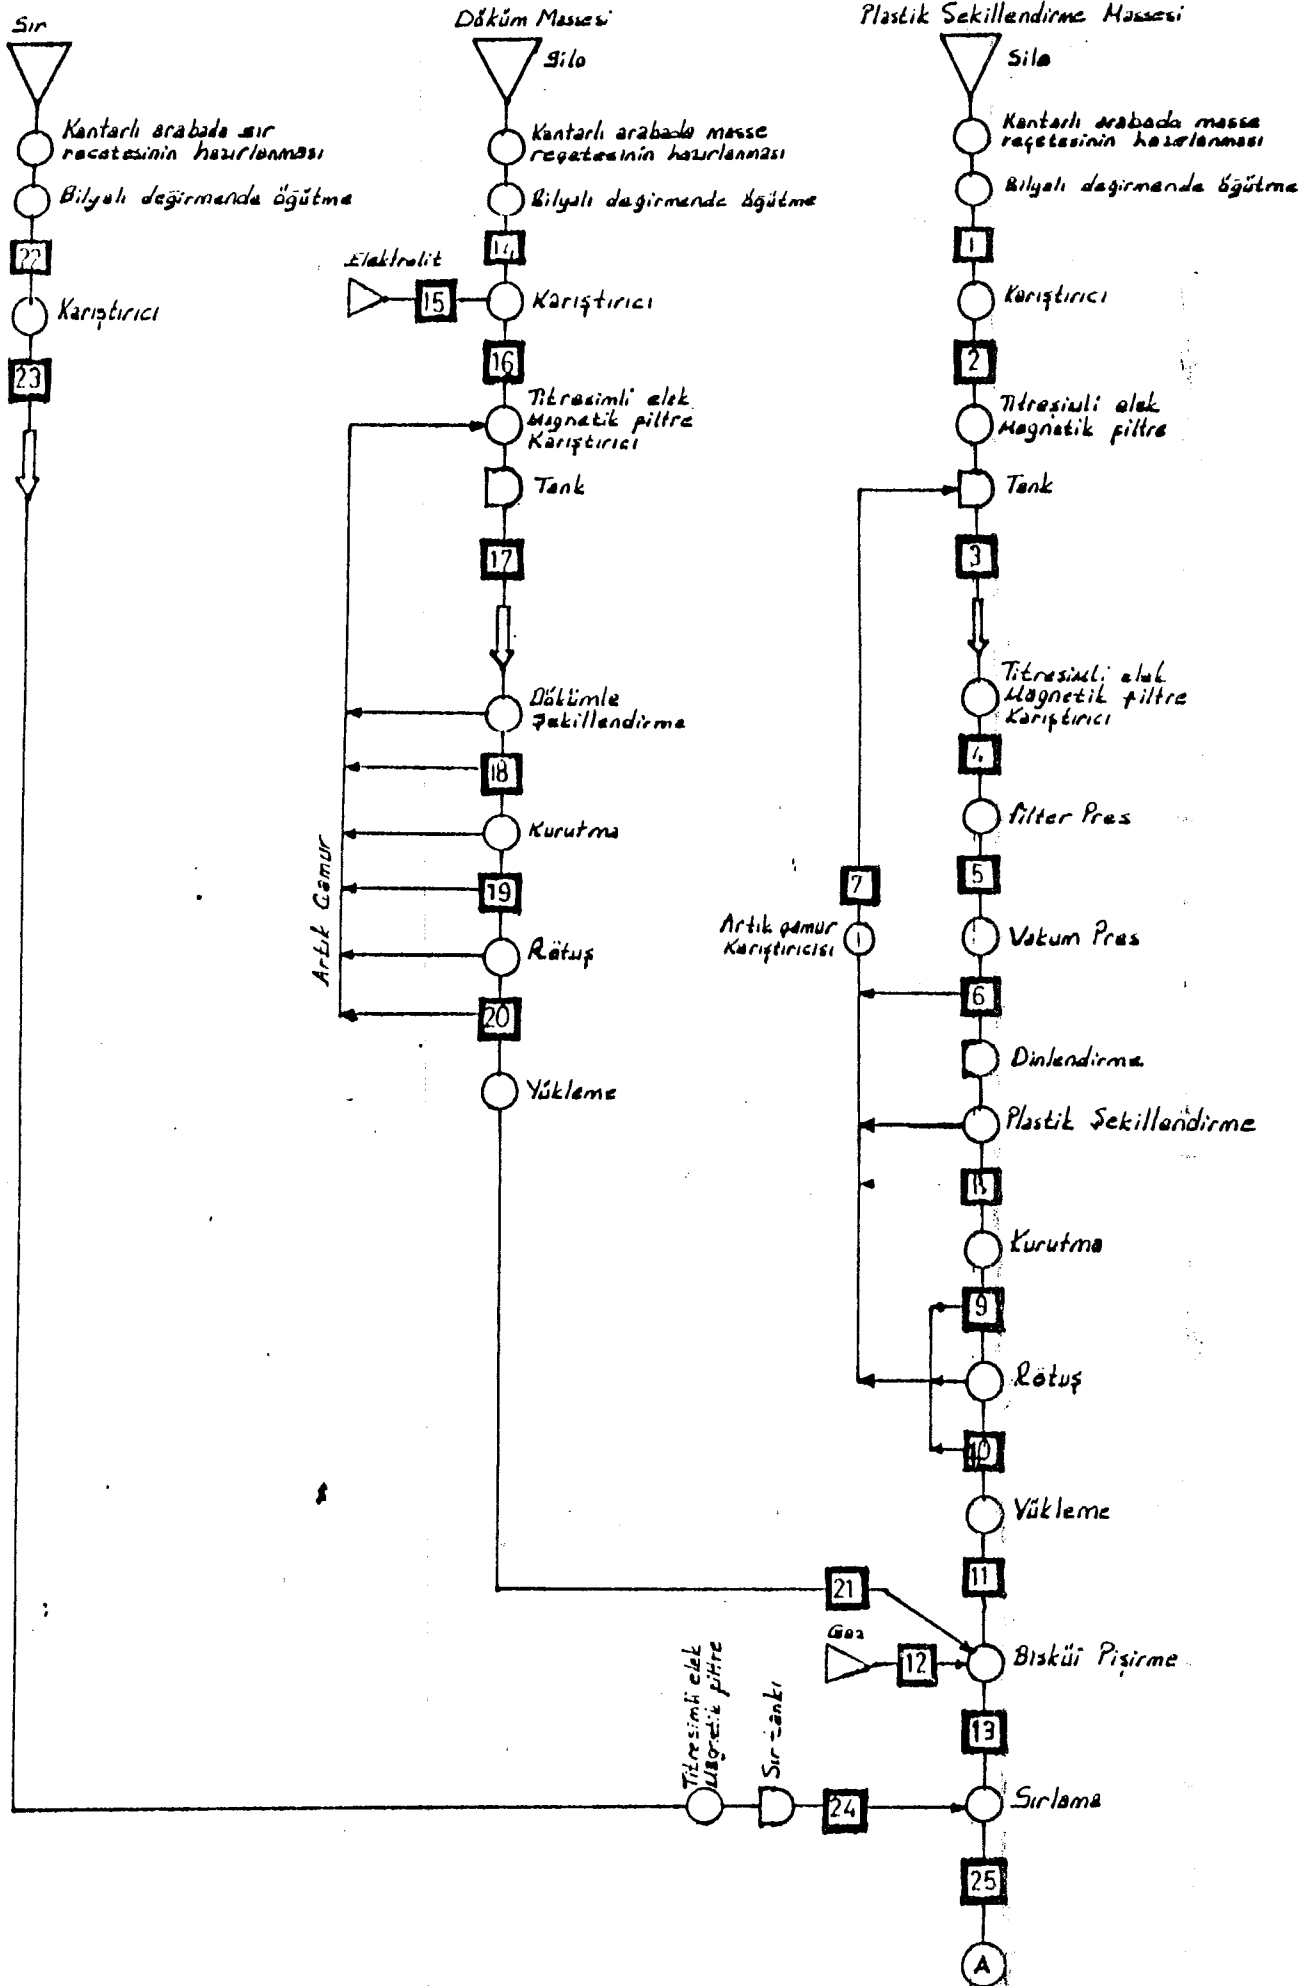 Sır
Kantarlı arabada sır
reçetesinin hazırlanması
Bilyalı değirmende öğütme
22
Karıştırıcı
23
Döküm Massesi
Silo
Kantarlı arabada masse
reçetesinin hazırlanması
Bilyalı değirmende öğütme
14
Elektrolit
15
Karıştırıcı
16
Titreşimli elek
Magnetik filtre
Karıştırıcı
Tank
17
Dökümle
Şekillendirme
18
Kurutma
19
Rötuş
20
Artık Çamur
Yükleme
21
Plastik Şekillendirme Massesi
Silo
Kantarlı arabada masse
reçetesinin hazırlanması
Bilyalı değirmende öğütme
1
Karıştırıcı
2
Titreşimli elek
Magnetik filtre
Tank
3
Titreşimli elek
Magnetik filtre
Karıştırıcı
4
Filter Pres
5
Vakum Pres
6
7
Artık çamur
Karıştırıcısı
Dinlendirme
Plastik Şekillendirme
8
Kurutma
9
Rötuş
10
Yükleme
11
Gaz
12
Bisküi Pişirme
13
Titreşimli elek
Magnetik filtre
Sır tankı
24
Sırlama
25
A